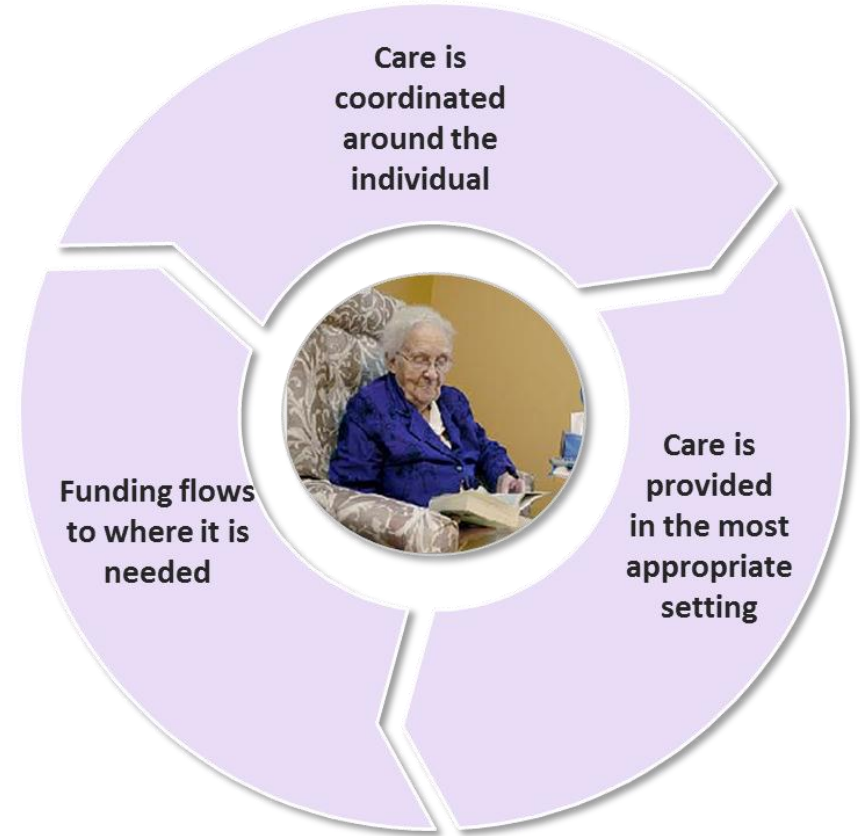 Care is
coordinated
around the
individual
Care is
provided
in the most
appropriate
setting
Funding flows
to where it is
needed